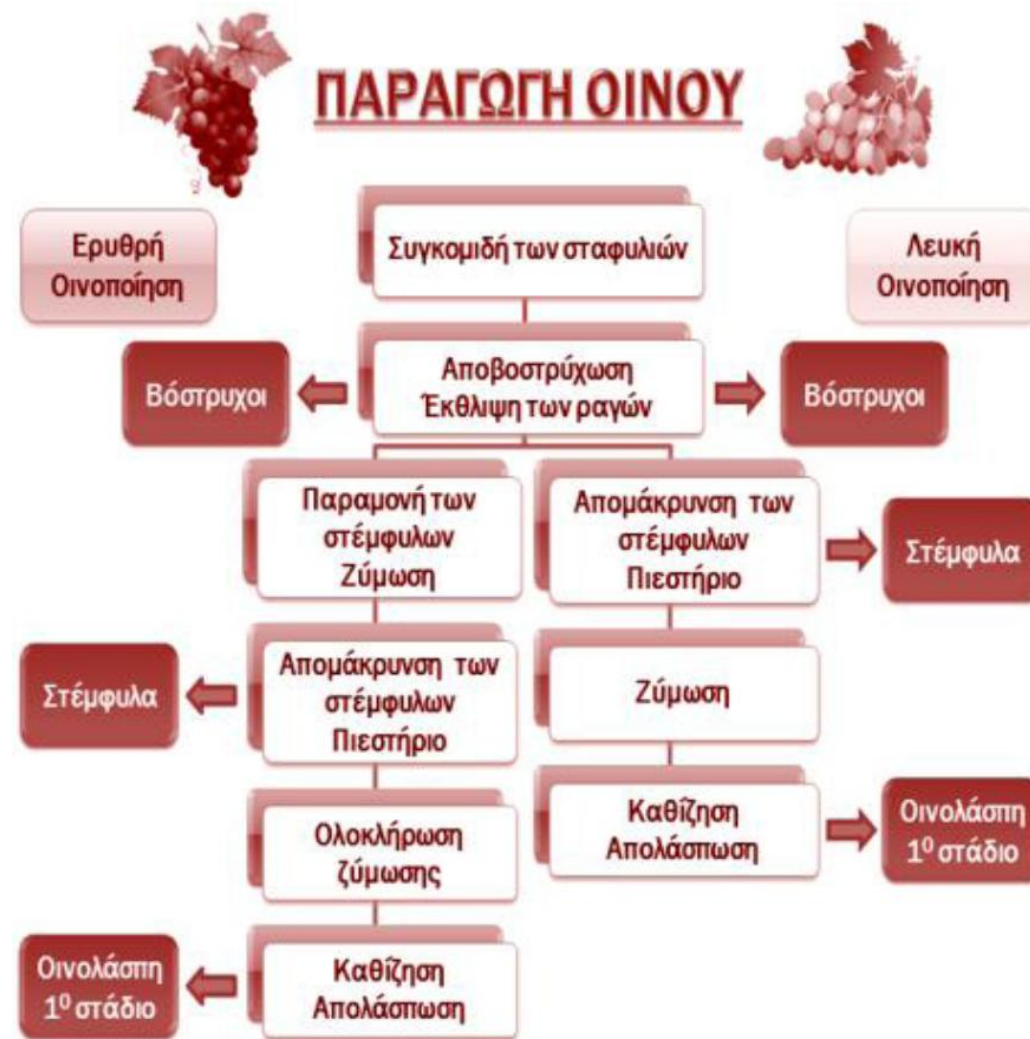 ΠΑΡΑΓΩΓΗ ΟΙΝΟΥ
Ερυθρή
Οινοποίηση
Συγκομιδή των σταφυλιών
Λευκή
Οινοποίηση
Βόστρυχοι
Αποβοστρύχωση
Έκθλιψη των ραγών
Βόστρυχοι
Παραμονή των
στέμφυλων
Ζύμωση
Απομάκρυνση των
στέμφυλων
Πιεστήριο
Στέμφυλα
Στέμφυλα
Απομάκρυνση των
στέμφυλων
Πιεστήριο
Ζύμωση
Ολοκλήρωση
ζύμωσης
Καθίζηση
Απολάσπωση
Οινολάσπη
1⁰ στάδιο
Οινολάσπη
1⁰ στάδιο
Καθίζηση
Απολάσπωση